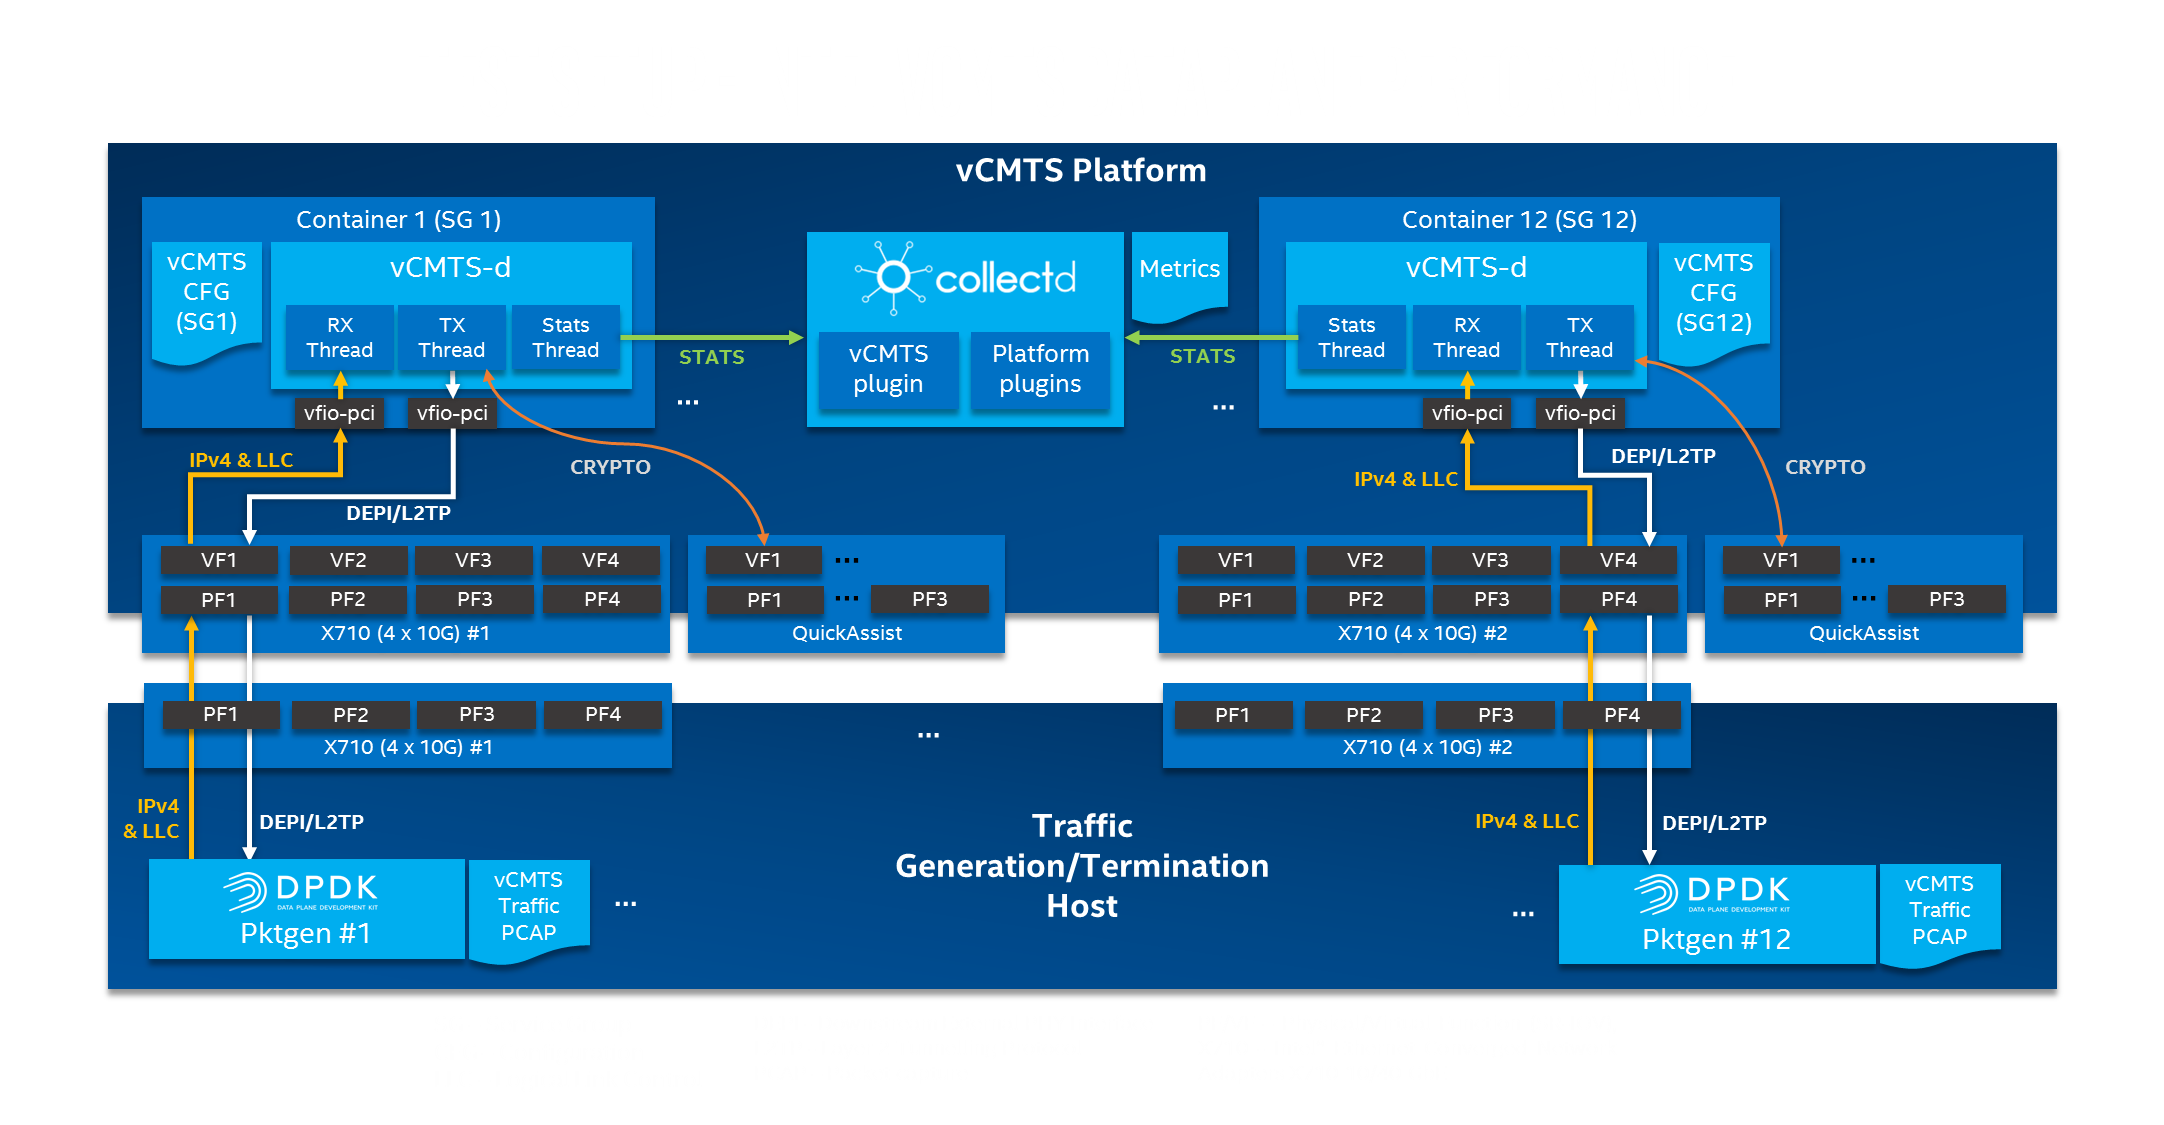 vCMTS Platform
Container 1 (SG 1)
vCMTS
CFG
(SG1)
vCMTS-d
RX
Thread
TX
Thread
Stats
Thread
vfio-pci
vfio-pci
STATS
...
collectd
vCMTS
plugin
Platform
plugins
Metrics
STATS
...
Container 12 (SG 12)
vCMTS-d
Stats
Thread
RX
Thread
TX
Thread
vCMTS
CFG
(SG12)
vfio-pci
vfio-pci
IPv4 & LLC
DEPI/L2TP
CRYPTO
IPv4 & LLC
DEPI/L2TP
CRYPTO
VF1
VF2
VF3
VF4
PF1
PF2
PF3
PF4
X710 (4 x 10G) #1
VF1
...
PF1
...
PF3
QuickAssist
VF1
VF2
VF3
VF4
PF1
PF2
PF3
PF4
X710 (4 x 10G) #2
VF1
...
PF1
...
PF3
QuickAssist
PF1
PF2
PF3
PF4
X710 (4 x 10G) #1
...
PF1
PF2
PF3
PF4
X710 (4 x 10G) #2
IPv4
& LLC
DEPI/L2TP
Traffic
Generation/Termination
Host
IPv4 & LLC
DEPI/L2TP
DPDK
DATA PLANE DEVELOPMENT KIT
Pktgen #1
vCMTS
Traffic
PCAP
...
...
DPDK
DATA PLANE DEVELOPMENT KIT
Pktgen #12
vCMTS
Traffic
PCAP